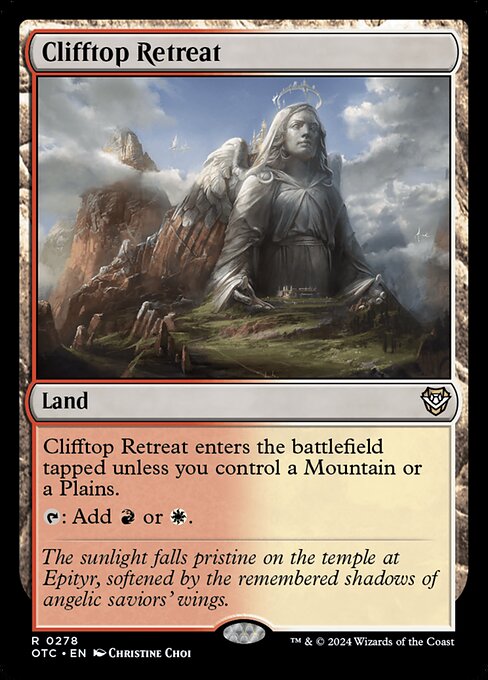 Clifftop Retreat
Land
Clifftop Retreat enters the battlefield
tapped unless you control a Mountain or
a Plains.
: Add or .
The sunlight falls pristine on the temple at
Epityr, softened by the remembered shadows of
angelic saviors' wings.
R 0278
OTC • EN Christine Choi
™ & © 2024 Wizards of the Coast